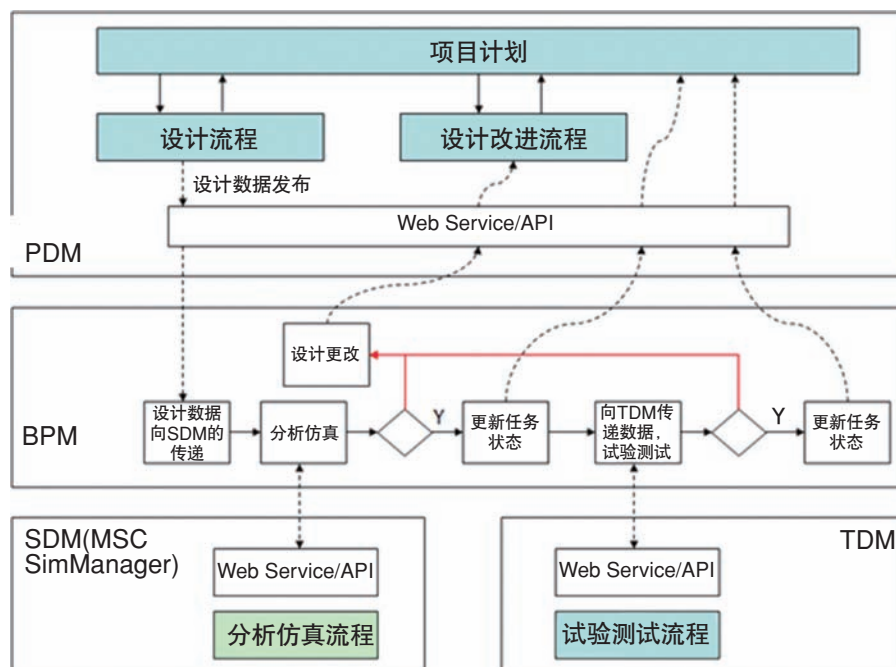 项目计划
设计流程
设计改进流程
设计数据发布
Web Service/API
PDM
设计更改
设计数据
向SDM的
传递
分析仿真
Y
更新任务
状态
向TDM传
递数据,
试验测试
Y
更新任务
状态
BPM
SDM(MSC
SimManager)
Web Service/API
分析仿真流程
TDM
Web Service/API
试验测试流程